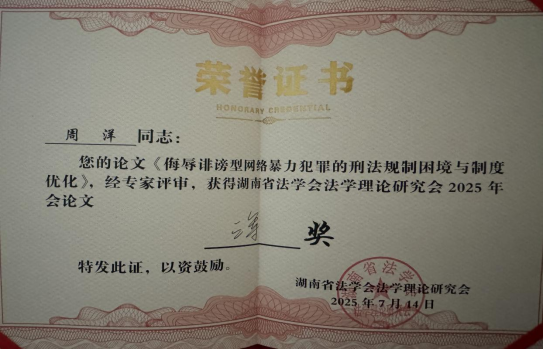 荣誉证书
HONORARY CREDENTIAL
周 洋 同志：
您的论文《侮辱诽谤型网络暴力犯罪的刑法规制困境与制度
优化》，经专家评审，获得湖南省法学会法学理论研究会 2025 年
会论文
奖
特发此证，以资鼓励。
湖南省法学会法学理论研究会
2025 年 7 月 14 日